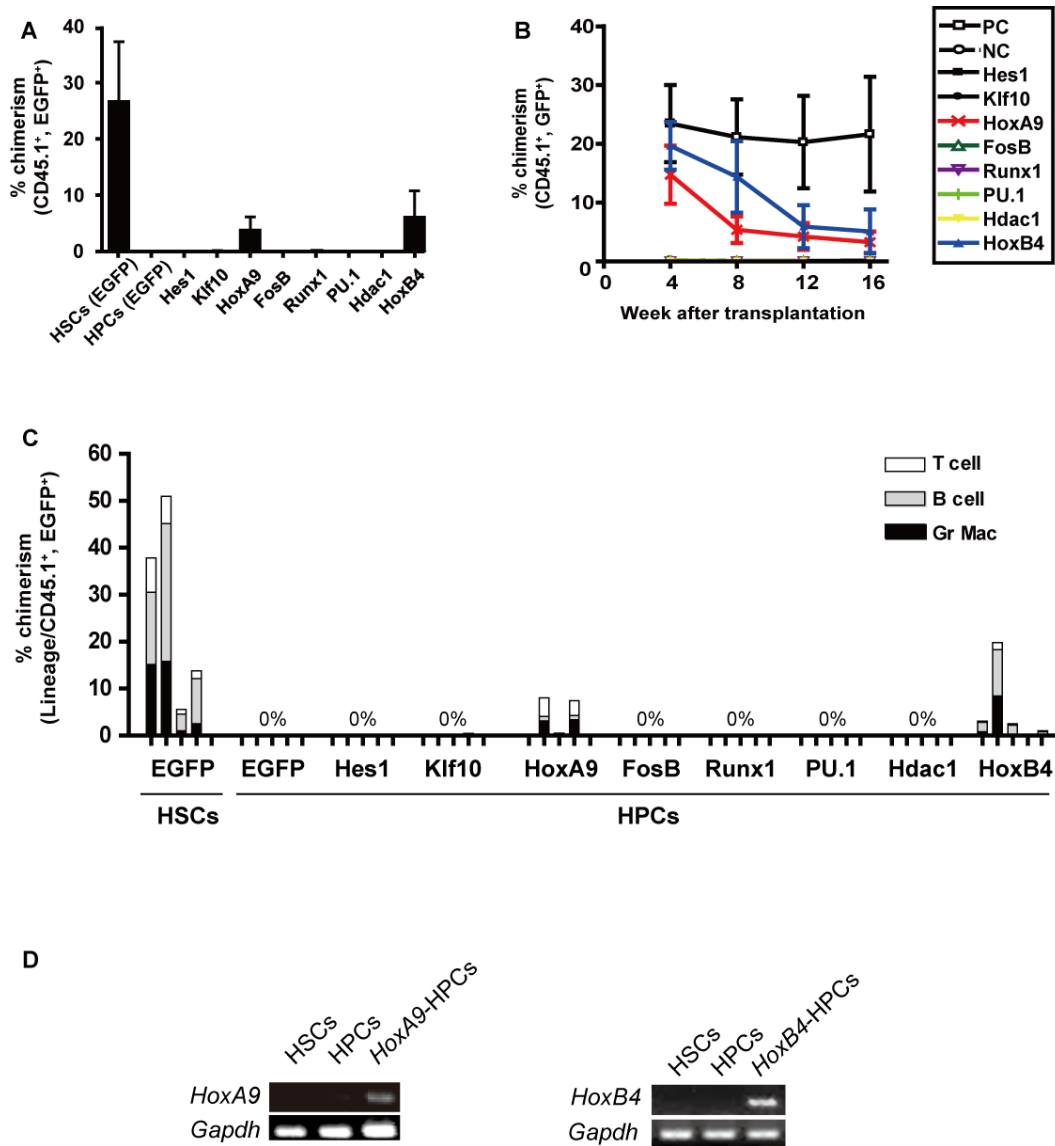 A
% chimerism
(CD45.1+, EGFP+)
40
30
20
10
0
HSCs (EGFP)
HPCs (EGFP)
Hes1
Klf10
HoxA9
FosB
Runx1
PU.1
Hdac1
HoxB4
B
% chimerism
(CD45.1+, GFP+)
40
30
20
10
0
0 4 8 12 16
Week after transplantation
PC
NC
Hes1
Klf10
HoxA9
FosB
Runx1
PU.1
Hdac1
HoxB4
C
% chimerism
(Lineage/CD45.1+, EGFP+)
60
50
40
30
20
10
0
T cell
B cell
Gr Mac
0% 0% 0% 0% 0% 0% 0%
EGFP EGFP Hes1 Klf10 HoxA9 FosB Runx1 PU.1 Hdac1 HoxB4
HSCs HPCs
D
HSCs HPCs HoxA9-HPCs
HoxA9
Gapdh
HSCs HPCs HoxB4-HPCs
HoxB4
Gapdh